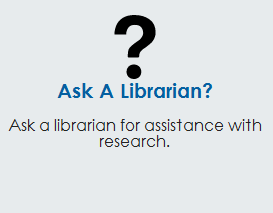 ?
Ask A Librarian?
Ask a librarian for assistance with
research.